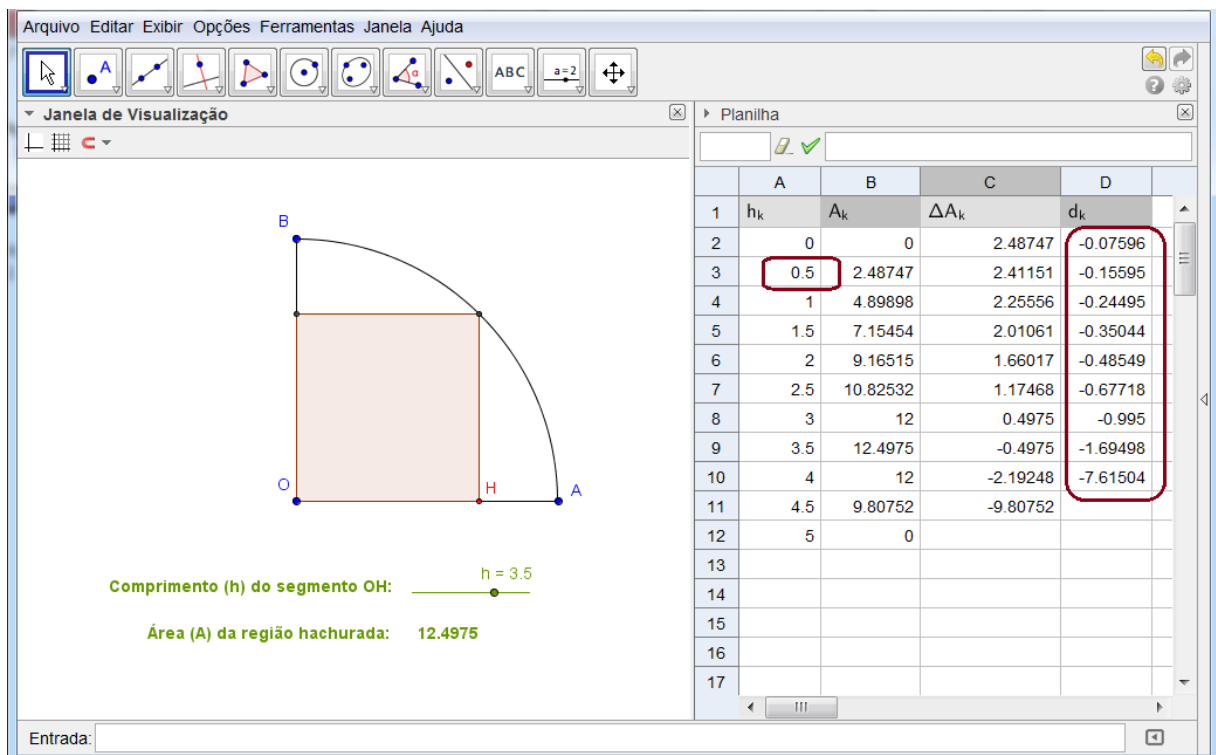 Arquivo Editar Exibir Opções Ferramentas Janela Ajuda
A α ABC a=2
Janela de Visualização
Planilha
A B C D
1 hₖ Aₖ ΔAₖ dₖ
2 0 0 2.48747 -0.07596
3 0.5 2.48747 2.41151 -0.15595
4 1 4.89898 2.25556 -0.24495
5 1.5 7.15454 2.01061 -0.35044
6 2 9.16515 1.66017 -0.48549
7 2.5 10.82532 1.17468 -0.67718
8 3 12 0.4975 -0.995
9 3.5 12.4975 -0.4975 -1.69498
10 4 12 -2.19248 -7.61504
11 4.5 9.80752 -9.80752
12 5 0
13
14
15
16
17
B
O H A
h = 3.5
Comprimento (h) do segmento OH:
Área (A) da região hachurada: 12.4975
Entrada: